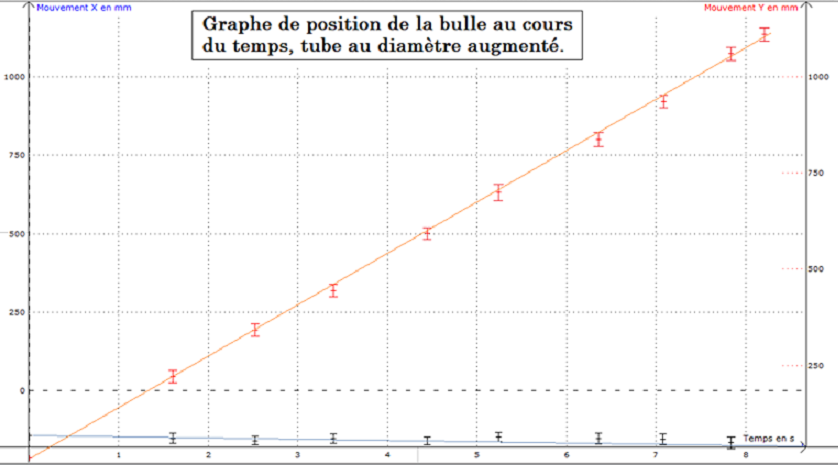 Mouvement X en mm
Graphe de position de la bulle au cours
du temps, tube au diamètre augmenté.
Mouvement Y en mm
1000
1000
750
750
500
500
250
250
0
Temps en s
1 2 3 4 5 6 7 8